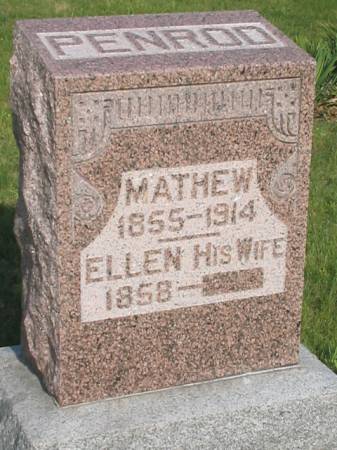 PENROD
MATHEW
1855-1914
ELLEN HIS WIFE
1858-